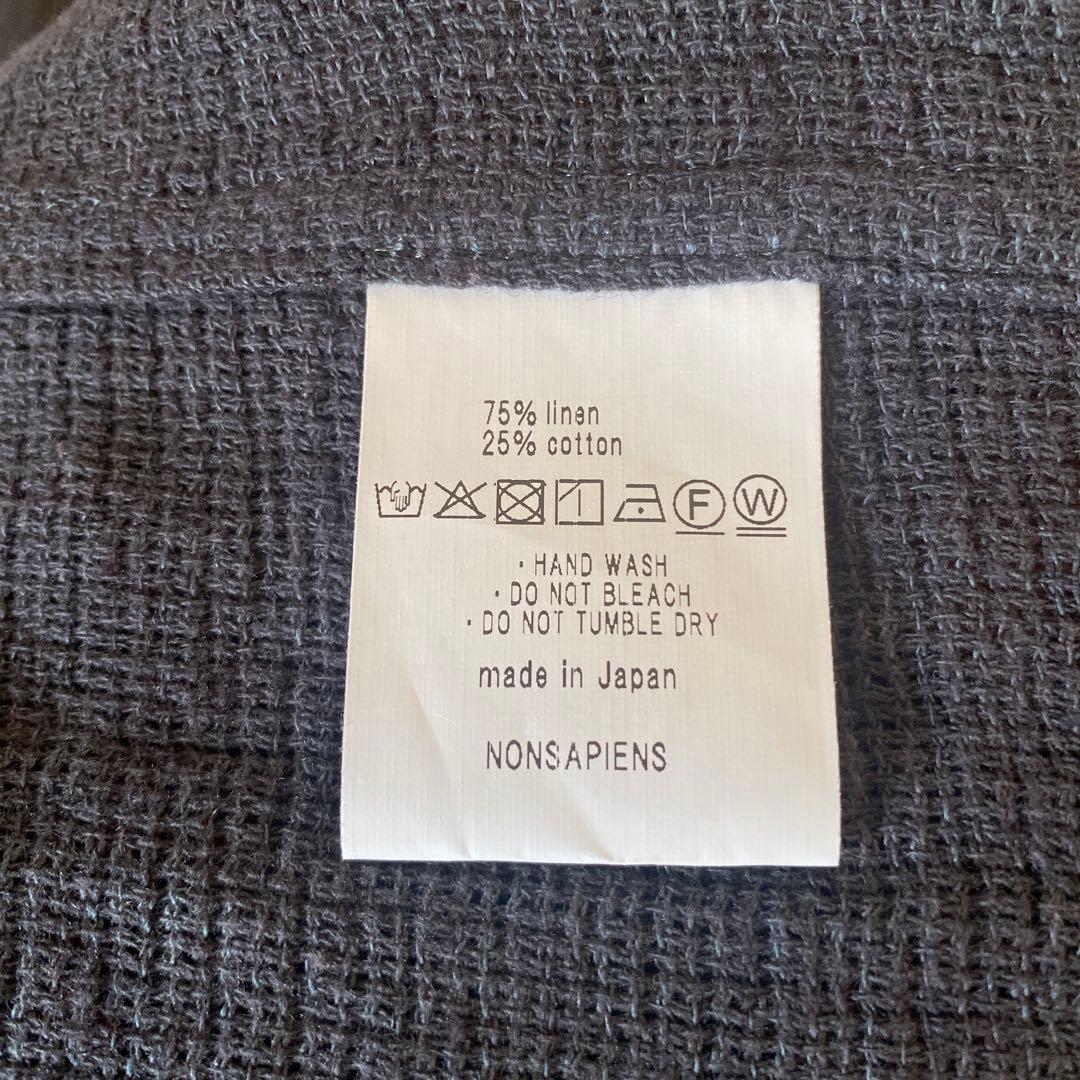 75% linen
25% cotton
F W
· HAND WASH
· DO NOT BLEACH
· DO NOT TUMBLE DRY
made in Japan
NONSAPIENS